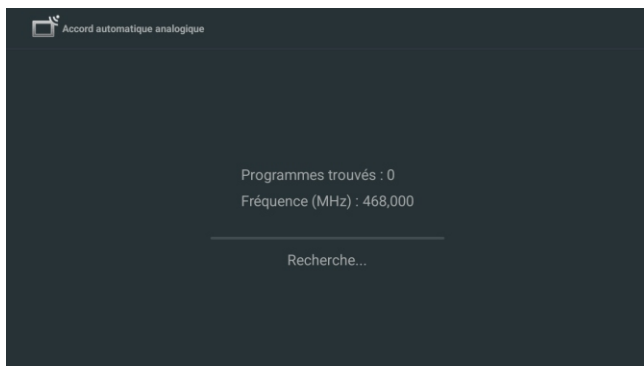 Accord automatique analogique
Programmes trouvés : 0
Fréquence (MHz) : 468,000
Recherche...